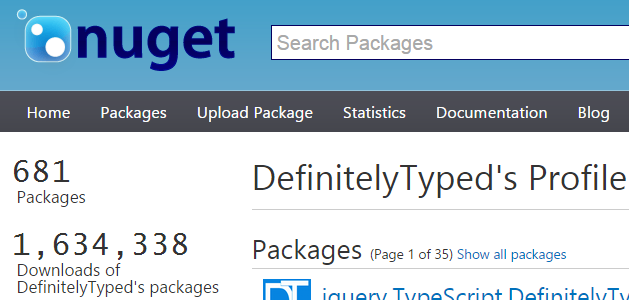 nuget
Search Packages
Home Packages Upload Package Statistics Documentation Blog
681
Packages
1,634,338
Downloads of
DefinitelyTyped's packages
DefinitelyTyped's Profile
Packages (Page 1 of 35) Show all packages
DT jquery.TypeScript.DefinitelyTy